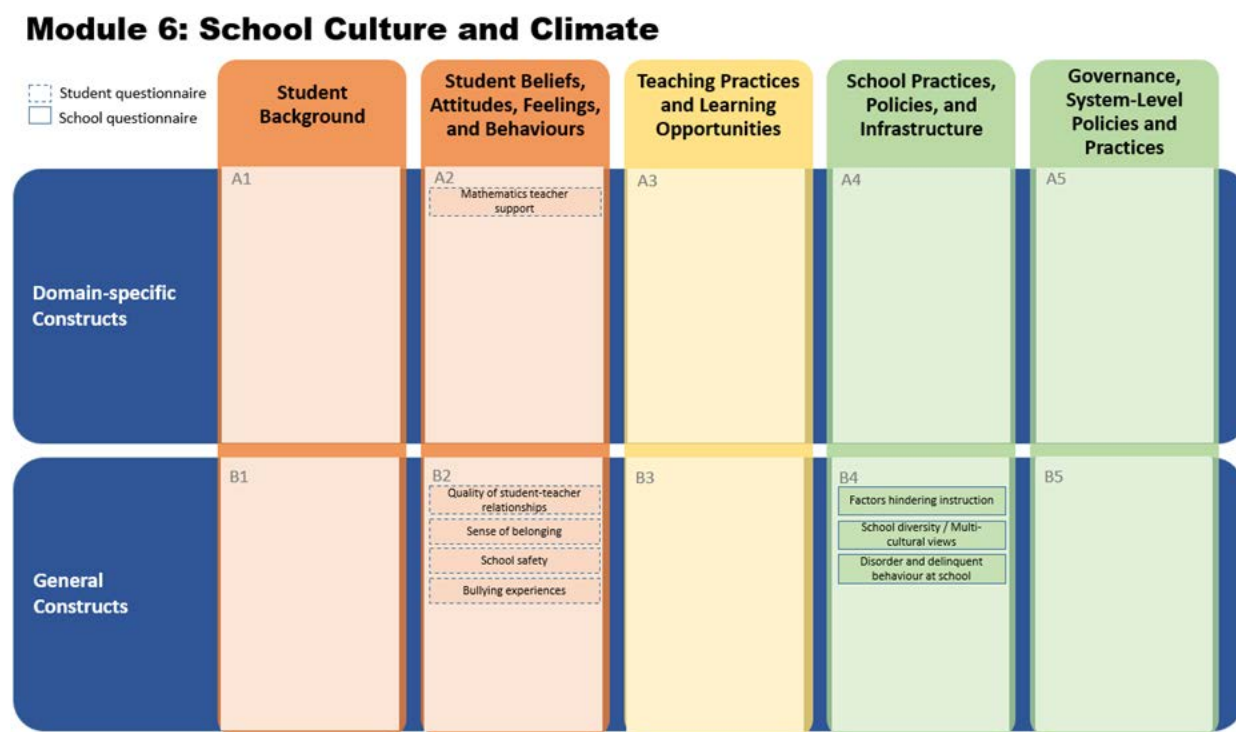 Module 6: School Culture and Climate
Student questionnaire
School questionnaire
Student
Background
Student Beliefs,
Attitudes, Feelings,
and Behaviours
Teaching Practices
and Learning
Opportunities
School Practices,
Policies, and
Infrastructure
Governance,
System-Level
Policies and
Practices
Domain-specific
Constructs
A1
A2
Mathematics teacher
support
A3
A4
A5
General
Constructs
B1
B2
Quality of student-teacher
relationships
Sense of belonging
School safety
Bullying experiences
B3
B4
Factors hindering instruction
School diversity / Multi-
cultural views
Disorder and delinquent
behaviour at school
B5